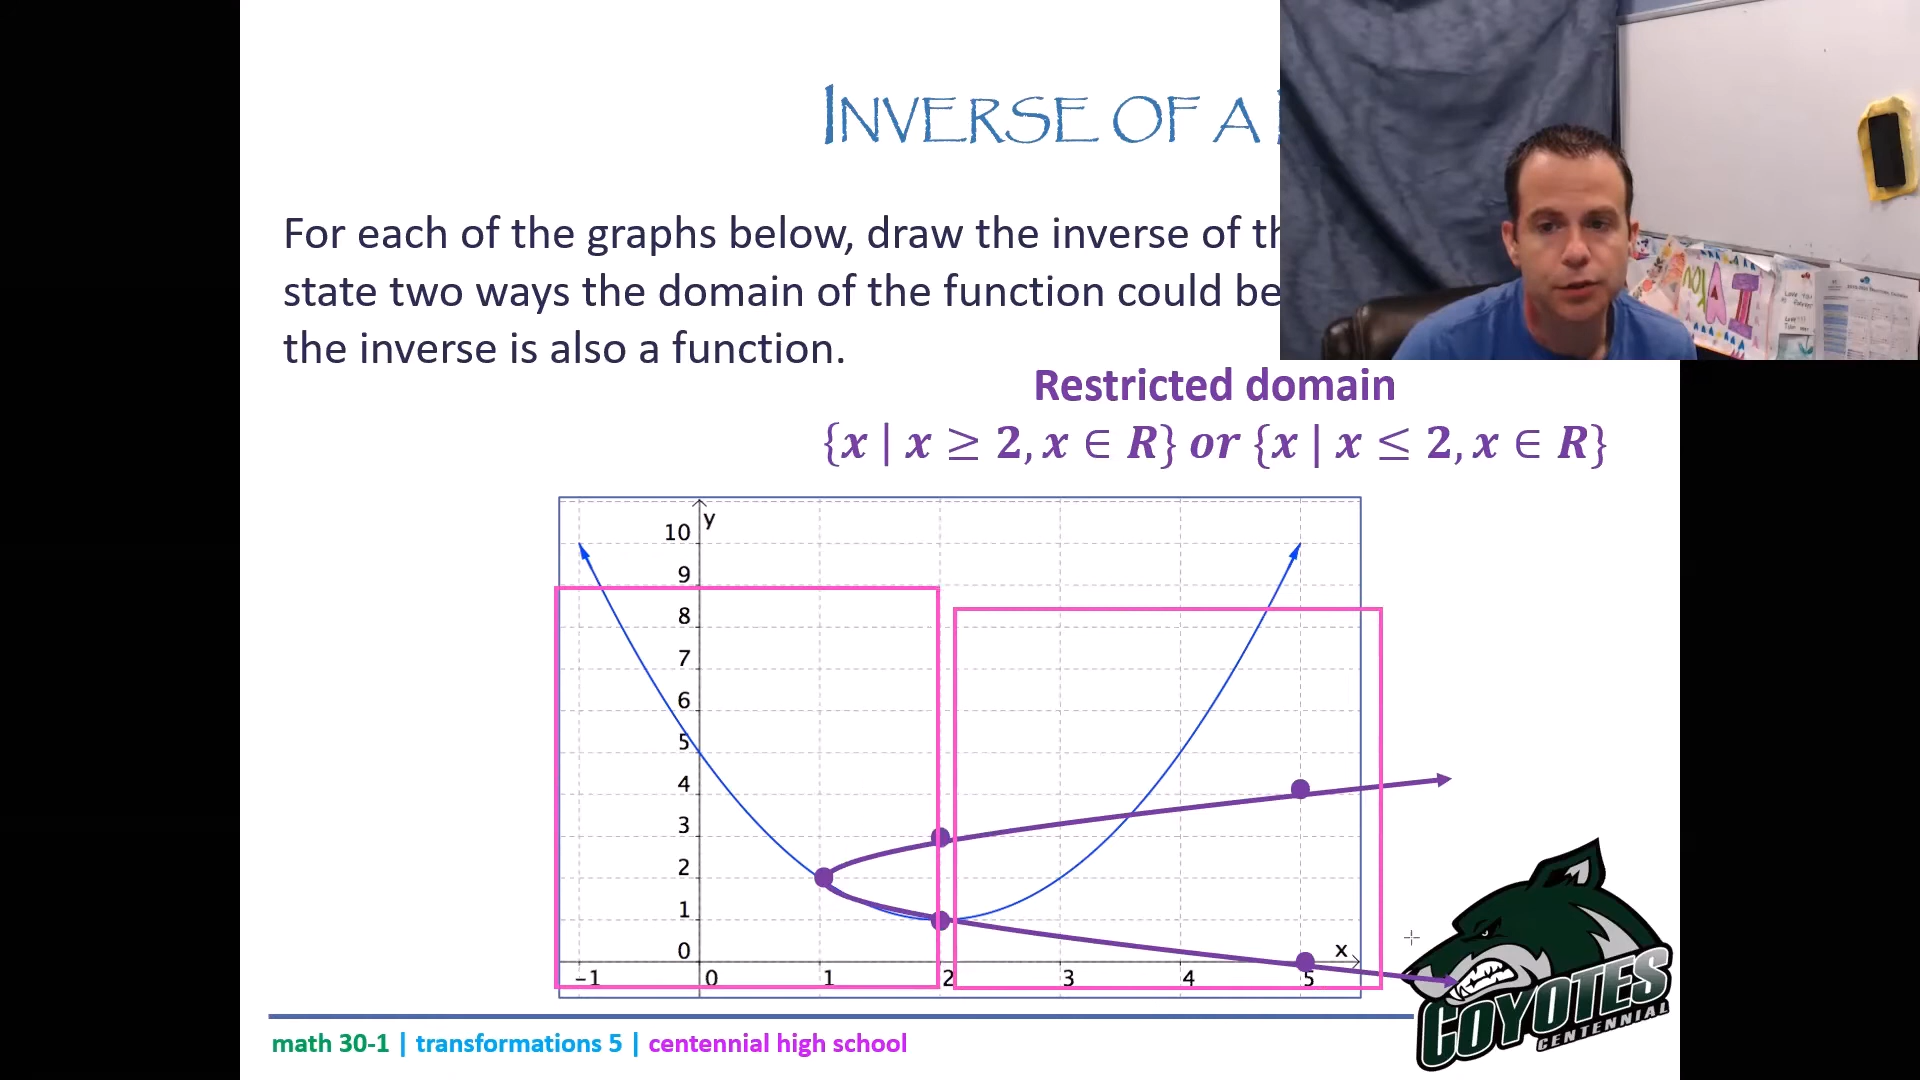 INVERSE OF A
For each of the graphs below, draw the inverse of
state two ways the domain of the function could be
the inverse is also a function.
Restricted domain
{x | x ≥ 2, x ∈ R} or {x | x ≤ 2, x ∈ R}
y
10
9
8
7
6
5
4
3
2
1
0
x
−1 0 1 2 3 4 5
COYOTES
CENTENNIAL
math 30-1 | transformations 5 | centennial high school